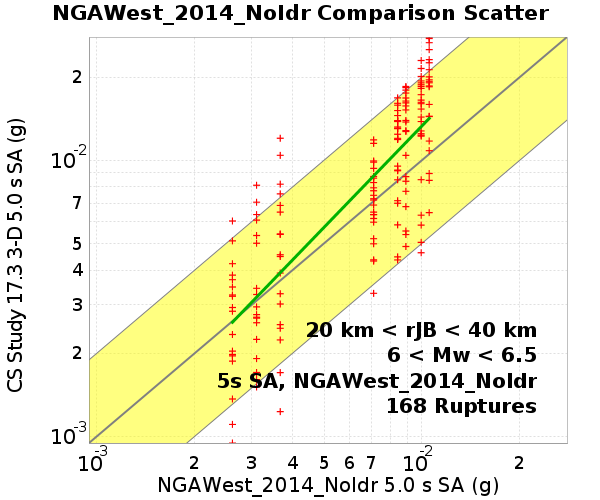 NGAWest_2014_NoIdr Comparison Scatter
CS Study 17.3 3-D 5.0 s SA (g)
2
10-2
7
5
4
3
2
10-3
20 km < rJB < 40 km
6 < Mw < 6.5
5s SA, NGAWest_2014_NoIdr
168 Ruptures
10-3 2 3 4 5 6 7 10-2 2
NGAWest_2014_NoIdr 5.0 s SA (g)